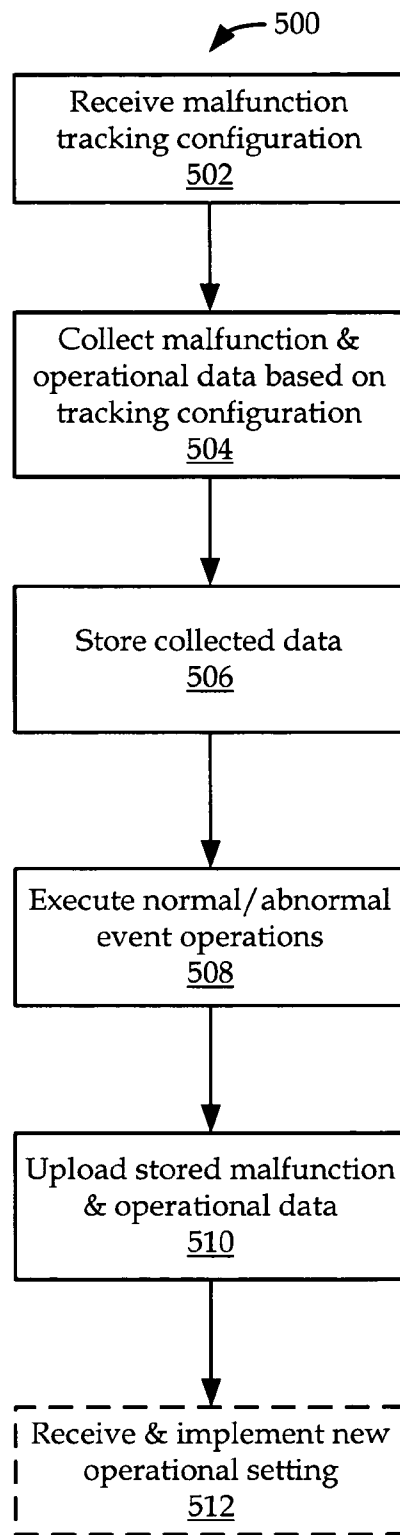 500
Receive malfunction
tracking configuration
502
Collect malfunction &
operational data based on
tracking configuration
504
Store collected data
506
Execute normal/abnormal
event operations
508
Upload stored malfunction
& operational data
510
Receive & implement new
operational setting
512